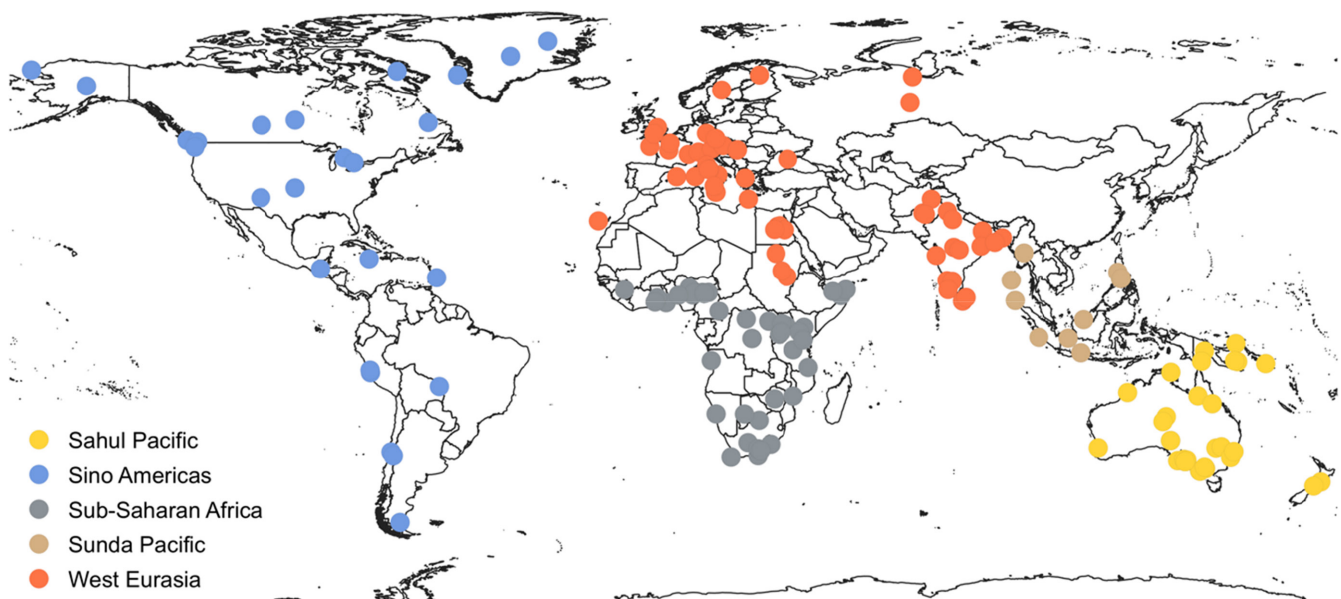 Sahul Pacific
Sino Americas
Sub-Saharan Africa
Sunda Pacific
West Eurasia